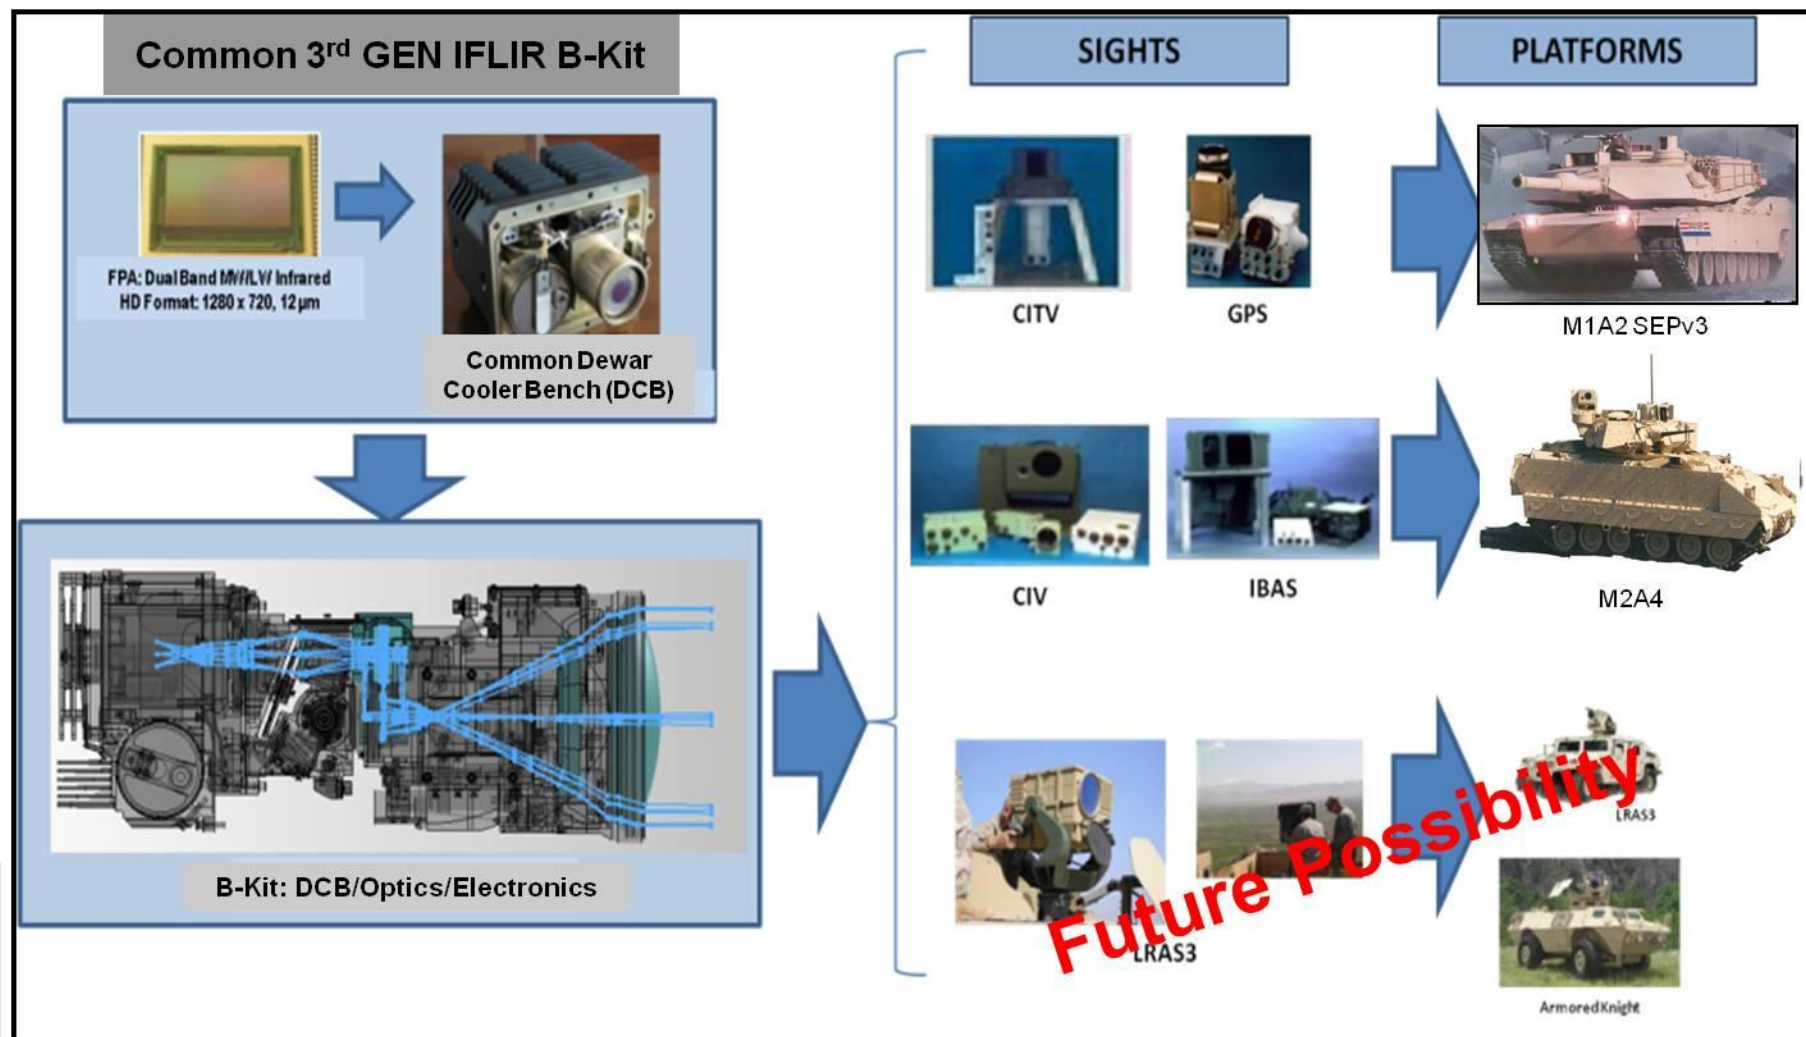 Common 3rd GEN IFLIR B-Kit
FPA: Dual Band MW/LW Infrared
HD Format: 1280 x 720, 12 µm
Common Dewar
Cooler Bench (DCB)
B-Kit: DCB/Optics/Electronics
SIGHTS
PLATFORMS
CITV
GPS
M1A2 SEPv3
CIV
IBAS
M2A4
LRAS3
Future Possibility
LRAS3
Armored Knight